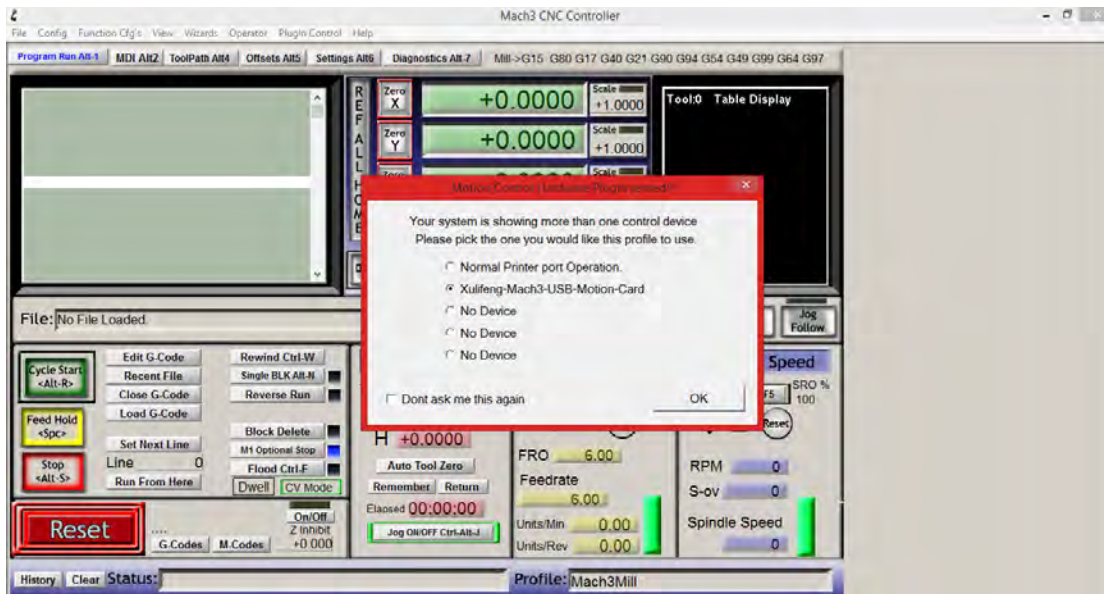 Mach3 CNC Controller
File Config Function Cfg's View Wizards Operator PlugIn Control Help
Program Run Alt-1 MDI Alt2 ToolPath Alt4 Offsets Alt5 Settings Alt6 Diagnostics Alt-7 Mill->G15 G80 G17 G40 G21 G90 G94 G54 G49 G99 G64 G97
REF ALL HOME
Zero X +0.0000 Scale +1.0000
Zero Y +0.0000 Scale +1.0000
Zero Scale
Tool:0 Table Display
Motion Control Hardware PlugIn sensed!
Your system is showing more than one control device
Please pick the one you would like this profile to use.
Normal Printer port Operation.
Xulifeng-Mach3-USB-Motion-Card
No Device
No Device
No Device
Dont ask me this again OK
File: No File Loaded.
Jog Follow
Cycle Start <Alt-R>
Feed Hold <Spc>
Stop <Alt-S>
Edit G-Code
Recent File
Close G-Code
Load G-Code
Set Next Line
Line 0
Run From Here
Rewind Ctrl-W
Single BLK Alt-N
Reverse Run
Block Delete
M1 Optional Stop
Flood Ctrl-F
Dwell CV Mode
Reset
....
G-Codes M-Codes
On/Off
Z Inhibit
+0.000
H +0.0000
Auto Tool Zero
Remember Return
Elapsed 00:00:00
Jog ON/OFF Ctrl-Alt-J
FRO 6.00
Feedrate
6.00
Units/Min 0.00
Units/Rev 0.00
Speed
SRO %
100
Reset
RPM 0
S-ov 0
Spindle Speed
0
History Clear Status: Profile: Mach3Mill